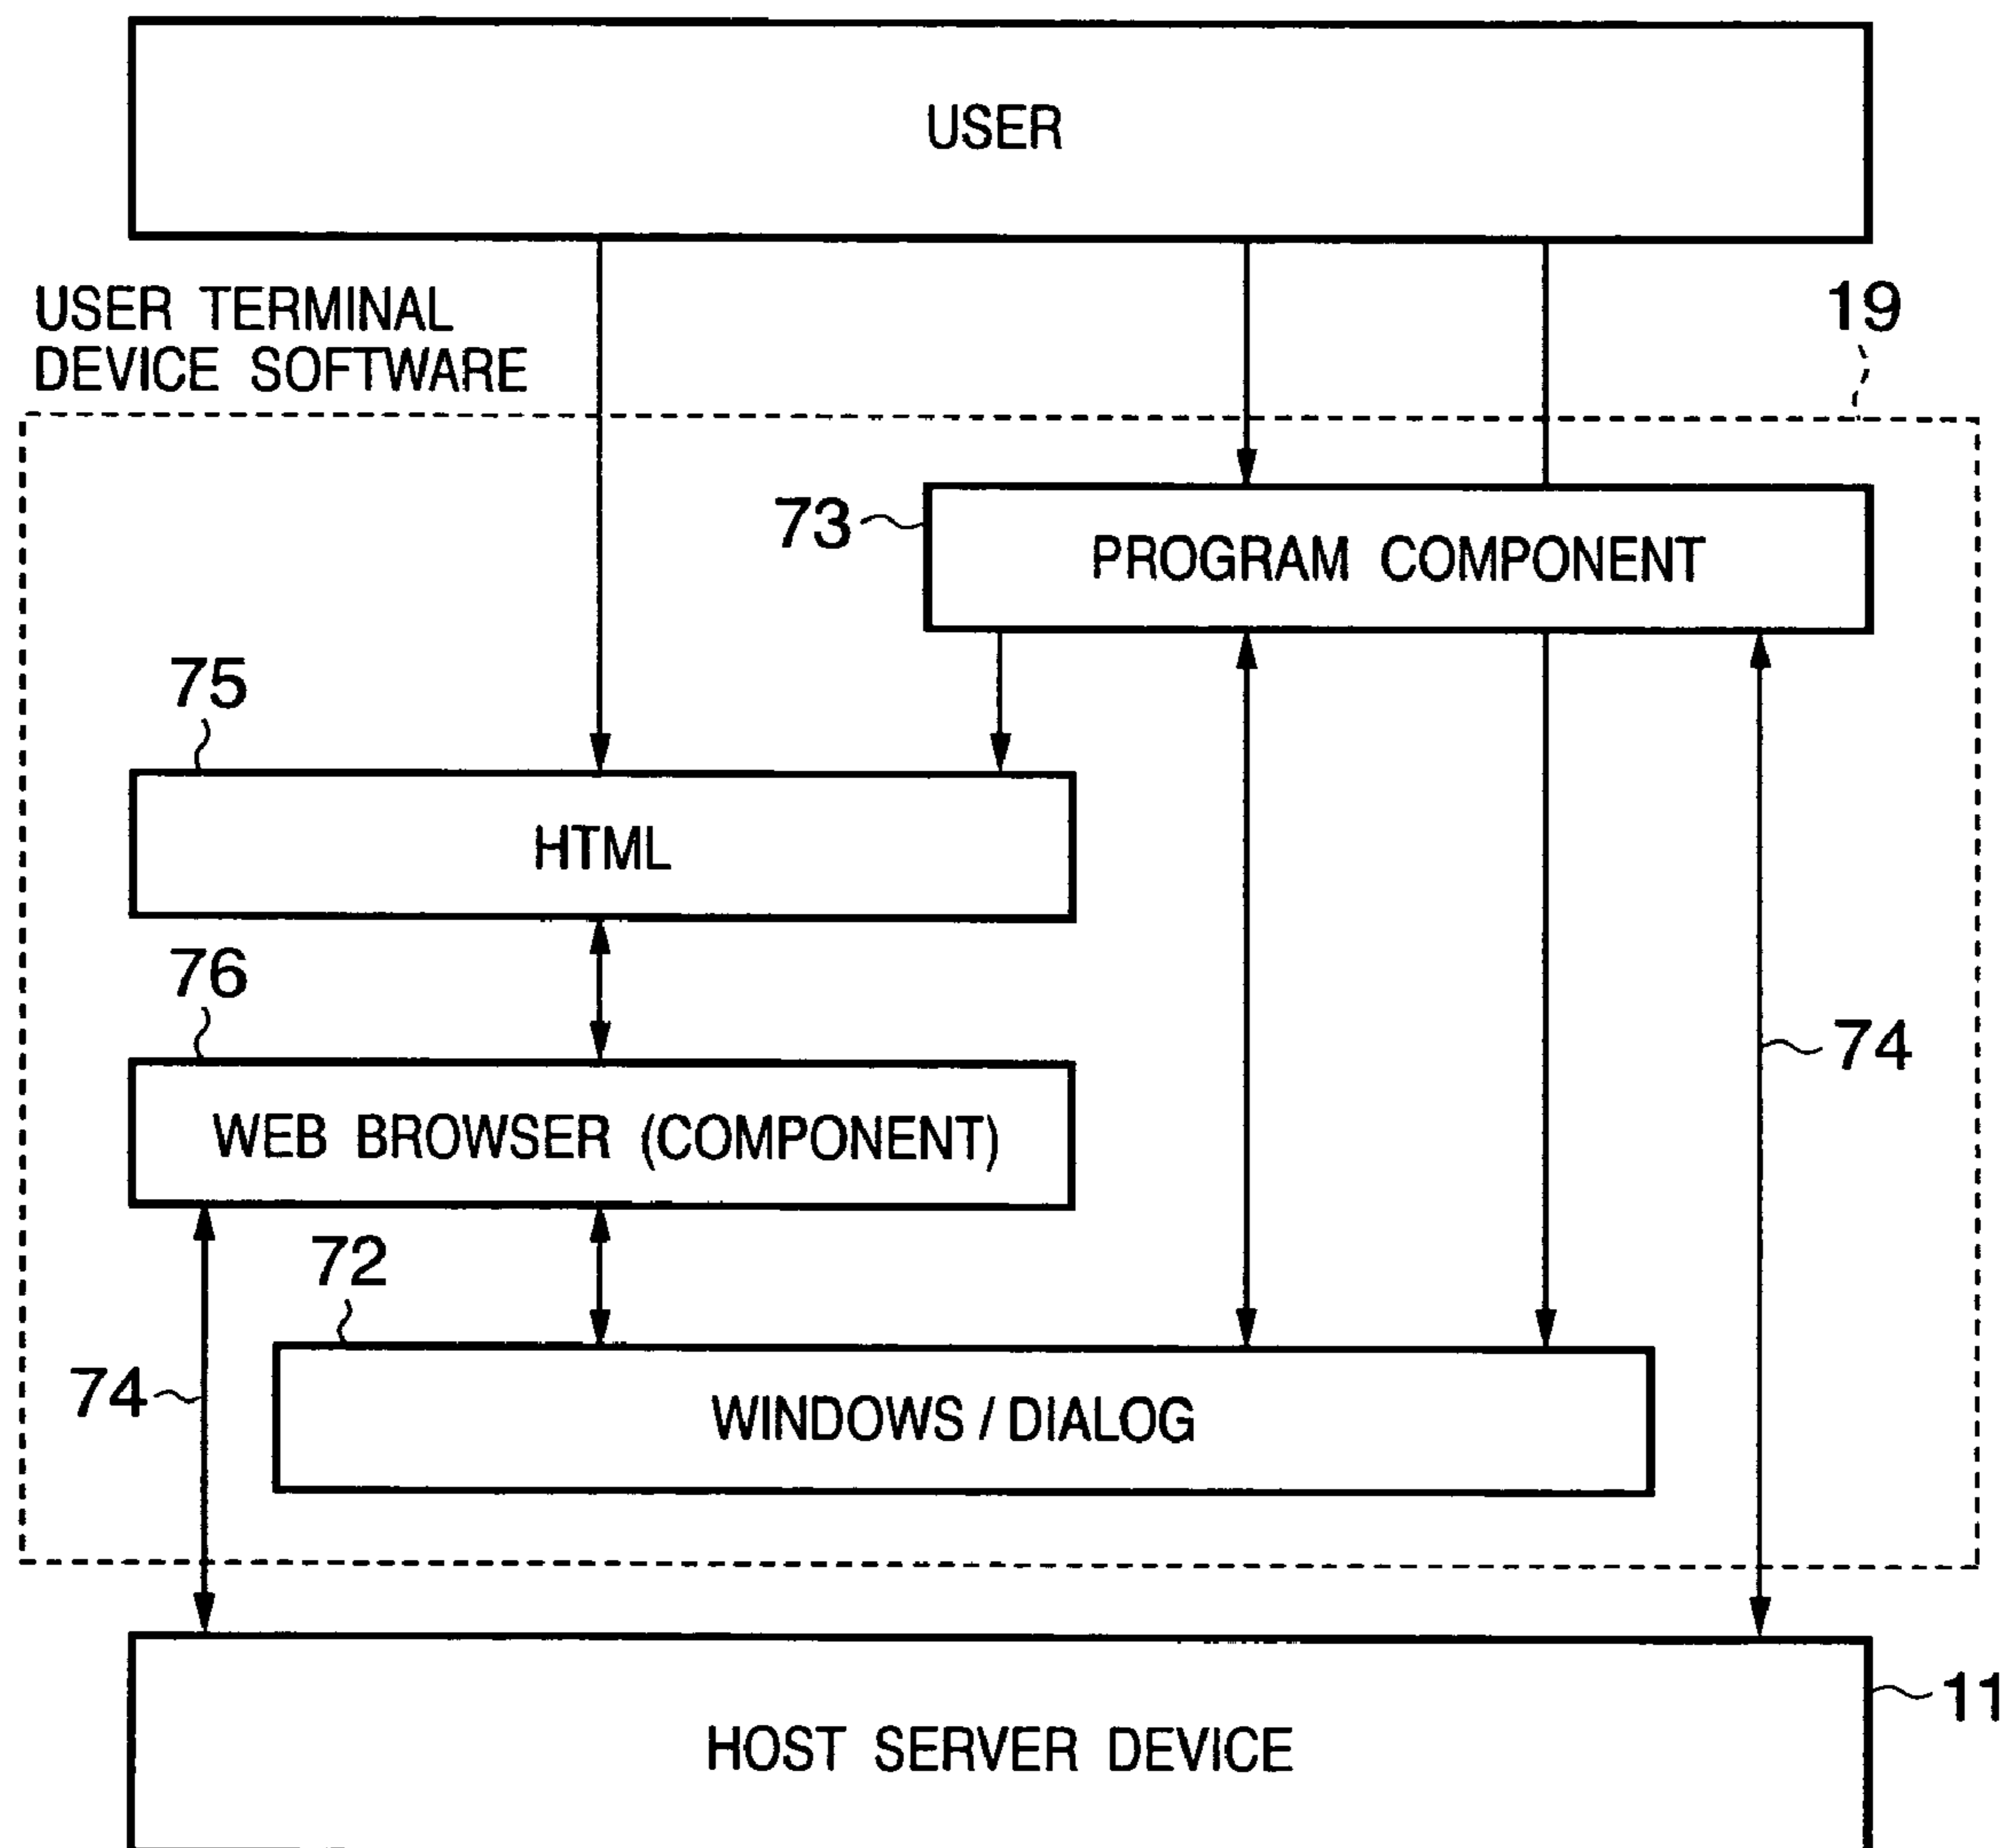 USER
USER TERMINAL
DEVICE SOFTWARE
19
73
PROGRAM COMPONENT
75
HTML
76
WEB BROWSER (COMPONENT)
74
72
74
WINDOWS / DIALOG
11
HOST SERVER DEVICE